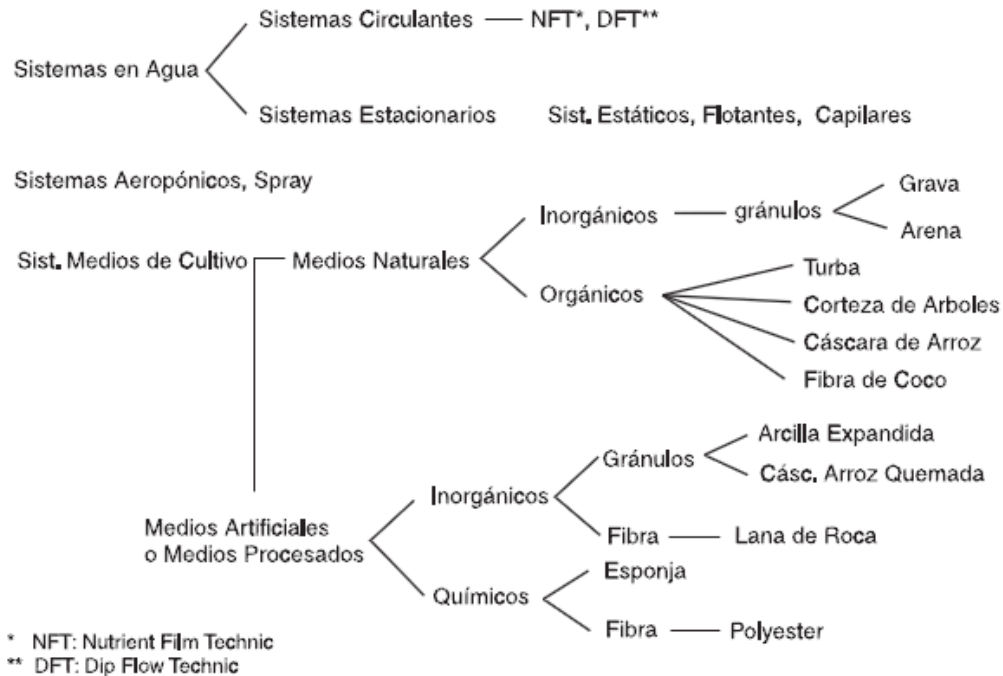 Sistemas Circulantes — NFT*, DFT**
Sistemas en Agua
Sistemas Estacionarios Sist. Estáticos, Flotantes, Capilares
Sistemas Aeropónicos, Spray
Grava
Inorgánicos — gránulos
Arena
Sist. Medios de Cultivo — Medios Naturales
Turba
Orgánicos
Corteza de Arboles
Cáscara de Arroz
Fibra de Coco
Arcilla Expandida
Gránulos
Cásc. Arroz Quemada
Inorgánicos
Medios Artificiales
o Medios Procesados
Fibra — Lana de Roca
Esponja
Químicos
Fibra — Polyester
* NFT: Nutrient Film Technic
** DFT: Dip Flow Technic